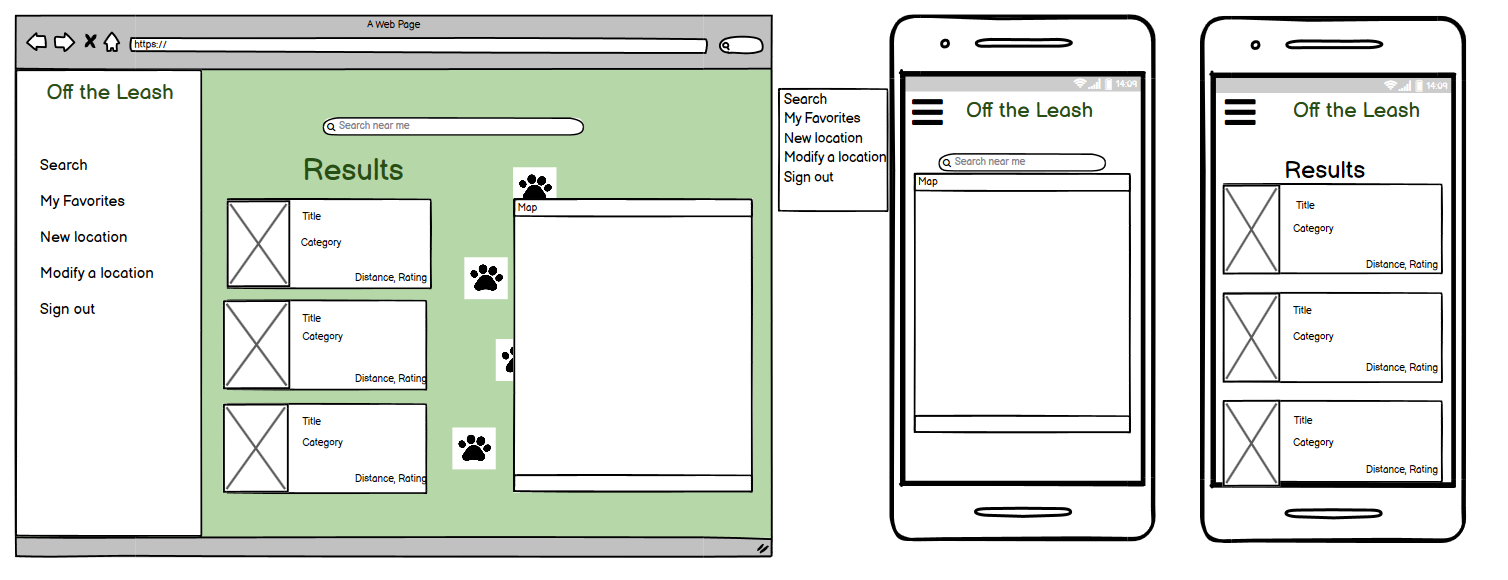 A Web Page
https://
Off the Leash
Search
My Favorites
New location
Modify a location
Sign out
Search near me
Results
Title
Category
Distance, Rating
Title
Category
Distance, Rating
Title
Category
Distance, Rating
Map
Search
My Favorites
New location
Modify a location
Sign out
14:09
Off the Leash
Search near me
Map
14:09
Off the Leash
Results
Title
Category
Distance, Rating
Title
Category
Distance, Rating
Title
Category
Distance, Rating